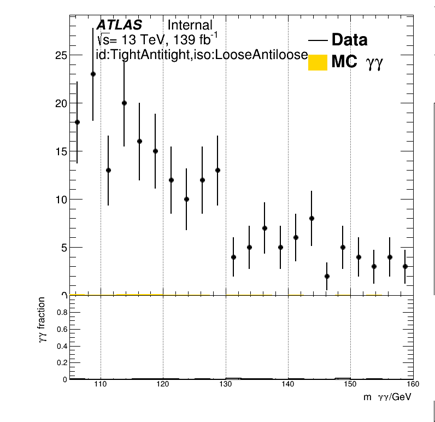 ATLAS Internal
√s= 13 TeV, 139 fb-1
id:TightAntitight,iso:LooseAntiloose
Data
MC γγ
25
20
15
10
5
0
γγ fraction
0.8
0.6
0.4
0.2
0
110 120 130 140 150 160
m γγ/GeV